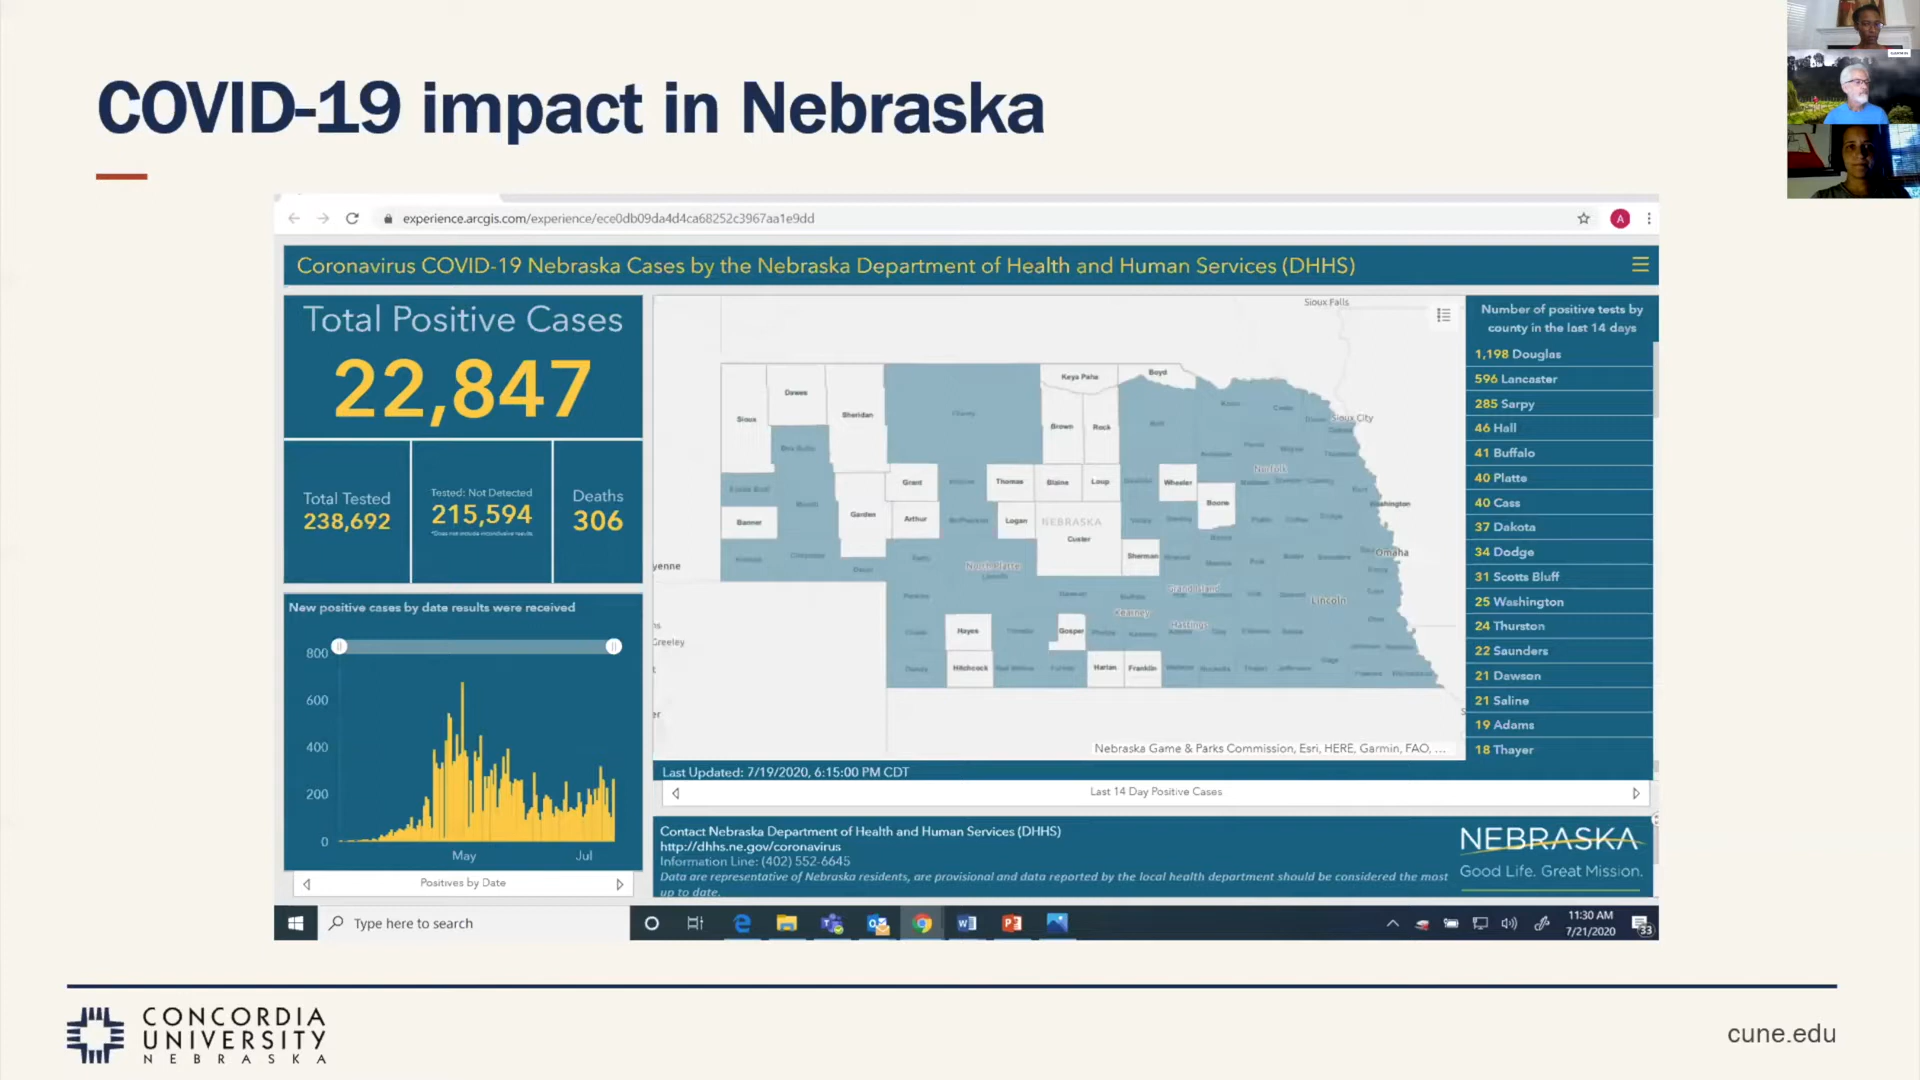 COVID-19 impact in Nebraska
experience.arcgis.com/experience/ece0db09da4d4ca68252c3967aa1e9dd
A
Coronavirus COVID-19 Nebraska Cases by the Nebraska Department of Health and Human Services (DHHS)
Total Positive Cases
22,847
Total Tested
238,692
Tested: Not Detected
215,594
*Does not include inconclusive results
Deaths
306
New positive cases by date results were received
800
600
400
200
0
May Jul
Positives by Date
Sioux Falls
Keya Paha Boyd
Dawes
Sioux Sheridan Cherry
Brown Rock
Sioux City
Box Butte
Norfolk
Grant Thomas Blaine Loup Wheeler
Garden Boone Washington
Banner Arthur Logan NEBRASKA
Custer
Sherman Omaha
yenne North Platte
Lincoln
Grand Island
Lincoln
Kearney
Hastings
Hayes Gosper
Greeley
Hitchcock Harlan Franklin
er
Nebraska Game & Parks Commission, Esri, HERE, Garmin, FAO, ...
Last Updated: 7/19/2020, 6:15:00 PM CDT
Last 14 Day Positive Cases
Number of positive tests by
county in the last 14 days
1,198 Douglas
596 Lancaster
285 Sarpy
46 Hall
41 Buffalo
40 Platte
40 Cass
37 Dakota
34 Dodge
31 Scotts Bluff
25 Washington
24 Thurston
22 Saunders
21 Dawson
21 Saline
19 Adams
18 Thayer
Contact Nebraska Department of Health and Human Services (DHHS)
http://dhhs.ne.gov/coronavirus
Information Line: (402) 552-6645
Data are representative of Nebraska residents, are provisional and data reported by the local health department should be considered the most
up to date.
NEBRASKA
Good Life. Great Mission.
Type here to search
11:30 AM
7/21/2020
33
CONCORDIA
UNIVERSITY
NEBRASKA
cune.edu